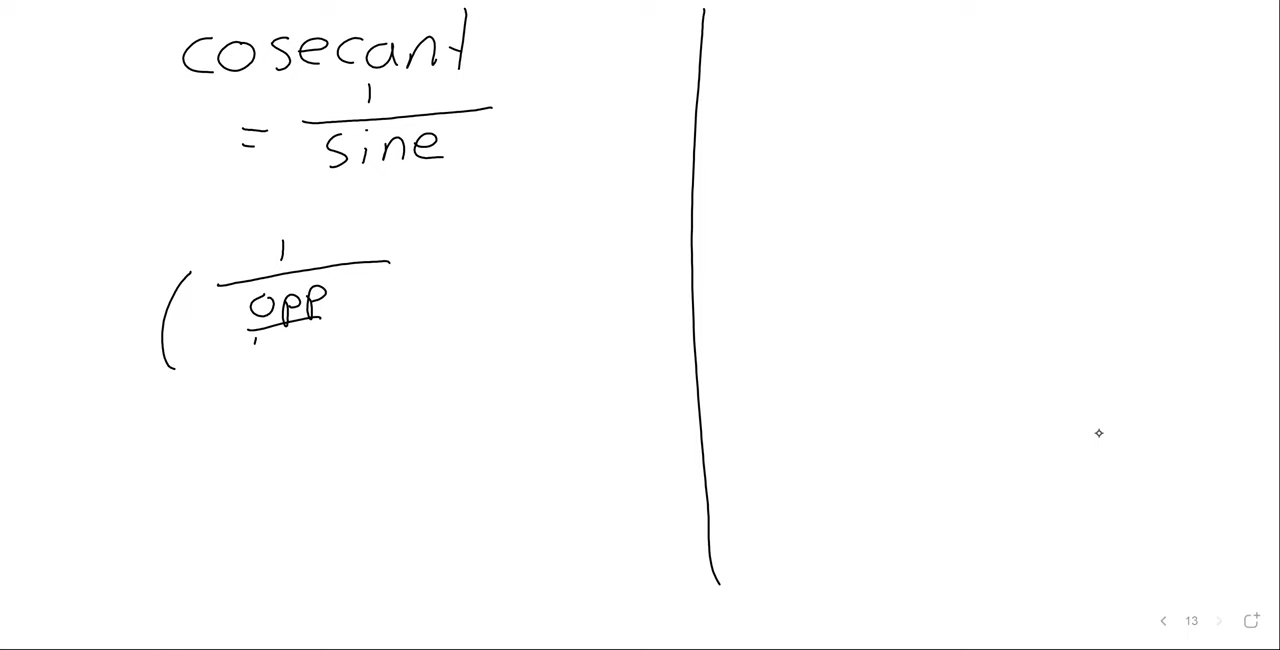 cosecant
= 1
sine
( 1
opp
13